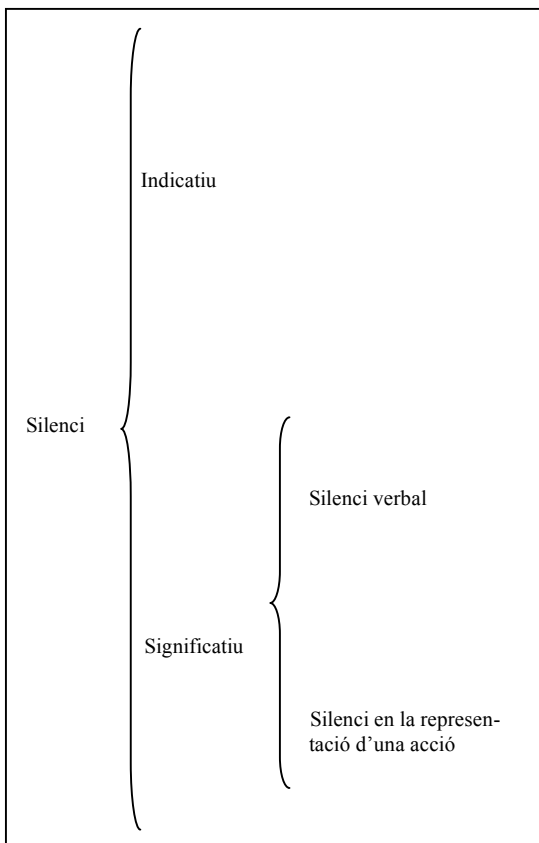 Indicatiu
Silenci
Silenci verbal
Significatiu
Silenci en la represen-
tació d’una acció